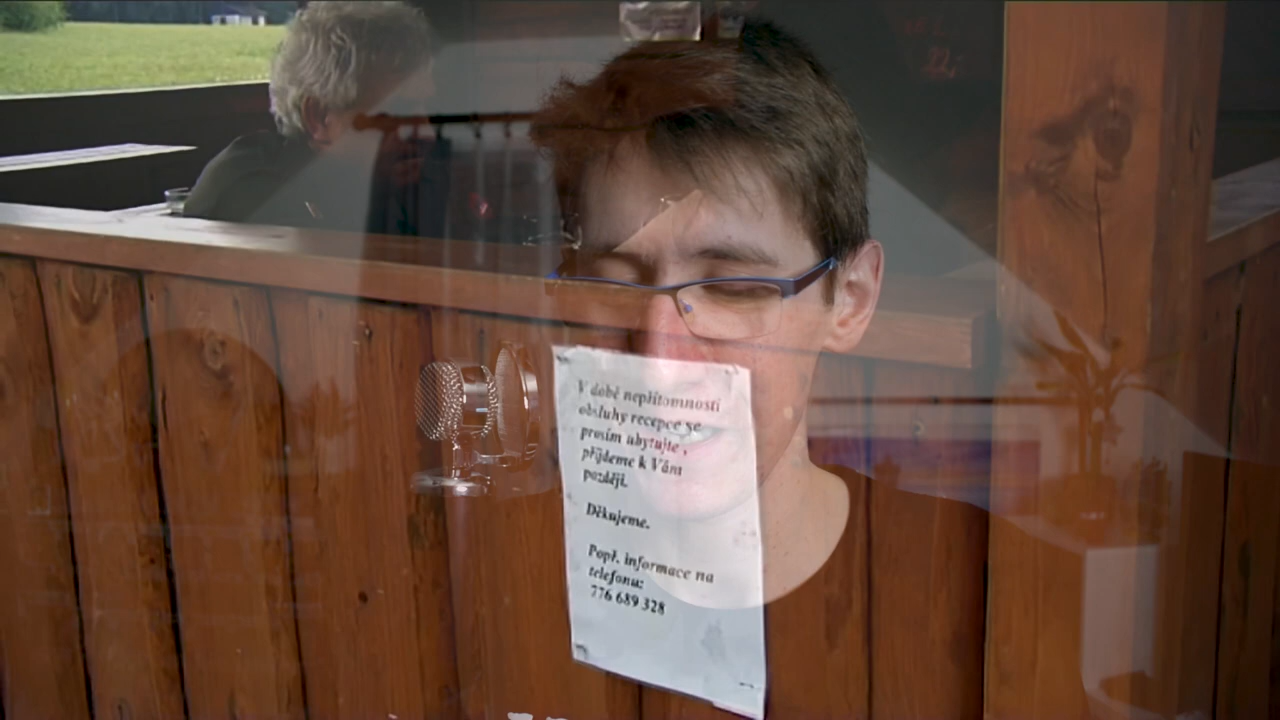 V době nepřítomnosti
obsluhy recepce se
prosím ubytujte ,
přijdeme k Vám
později.
Děkujeme.
Popř. informace na
telefonu:
776 689 328